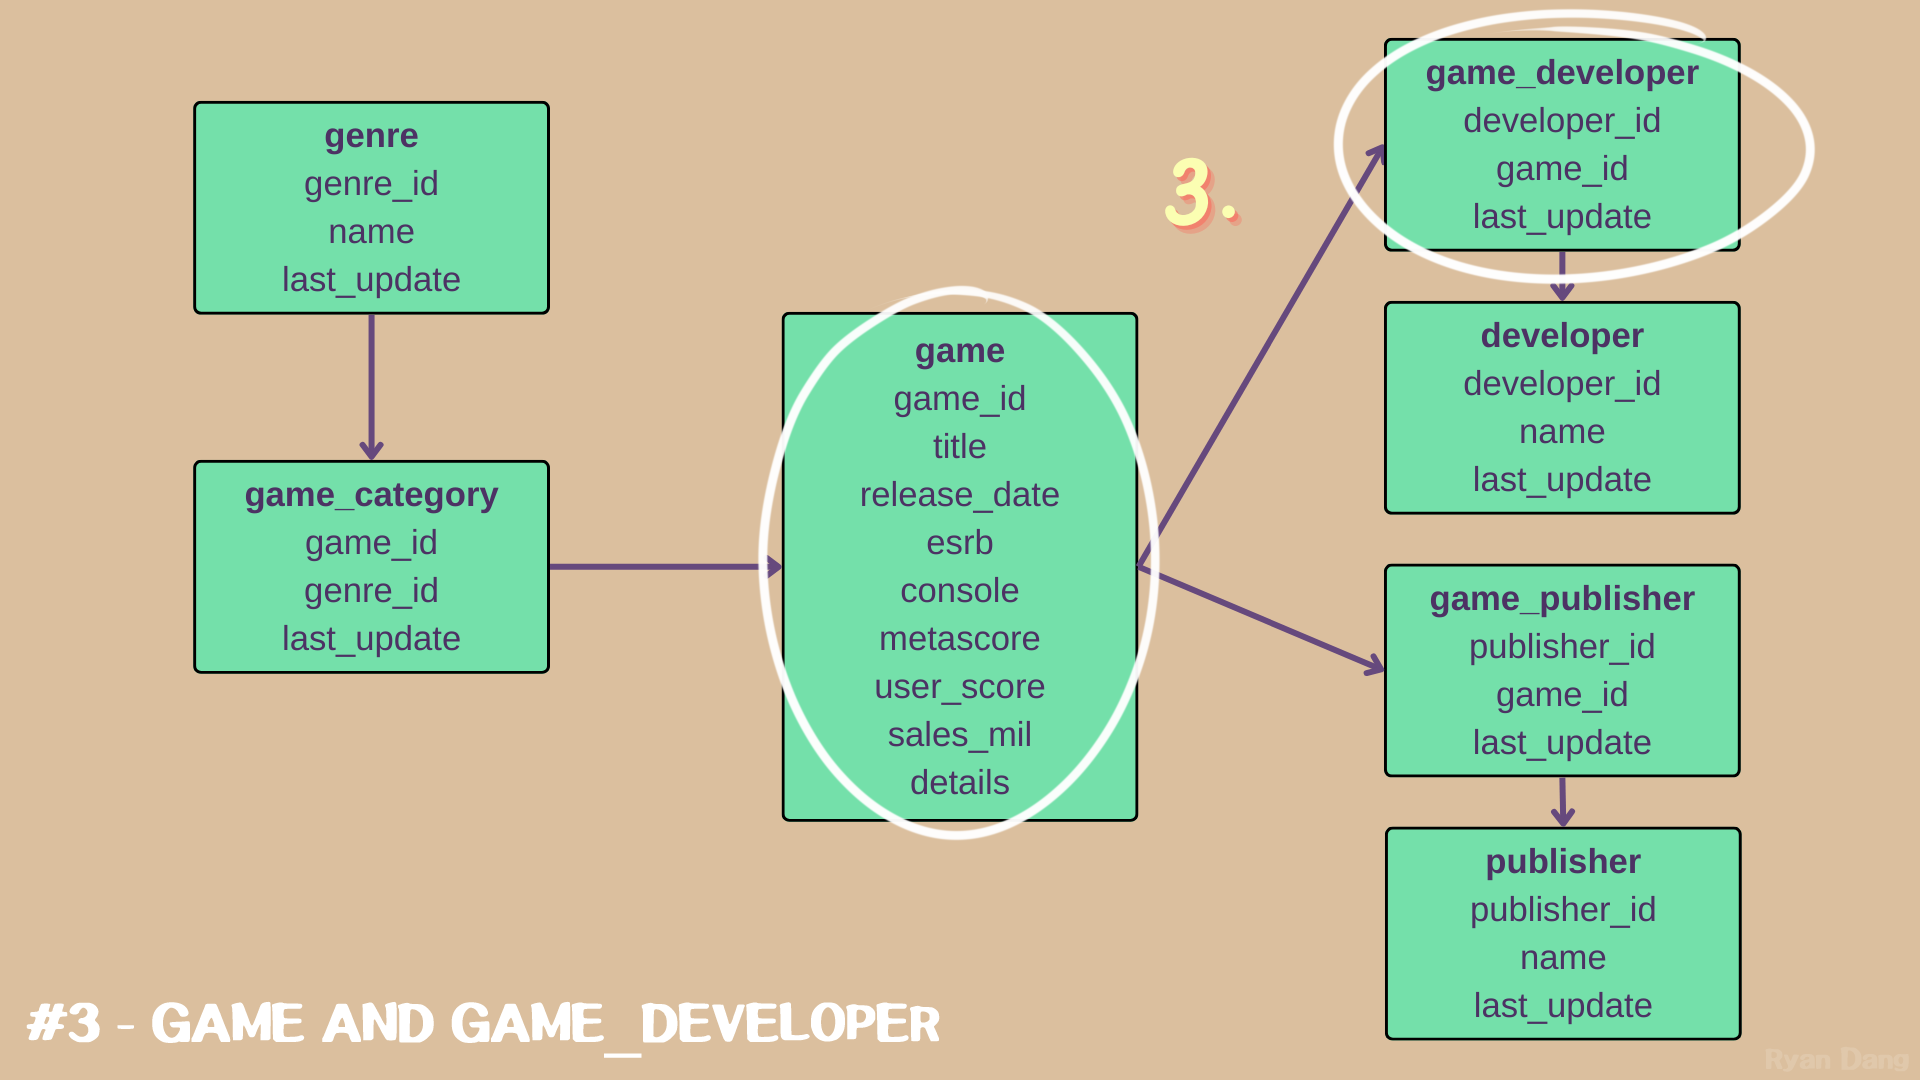 genre
genre_id
name
last_update
game_category
game_id
genre_id
last_update
game
game_id
title
release_date
esrb
console
metascore
user_score
sales_mil
details
3.
game_developer
developer_id
game_id
last_update
developer
developer_id
name
last_update
game_publisher
publisher_id
game_id
last_update
publisher
publisher_id
name
last_update
#3 - GAME AND GAME_DEVELOPER
Ryan Dang